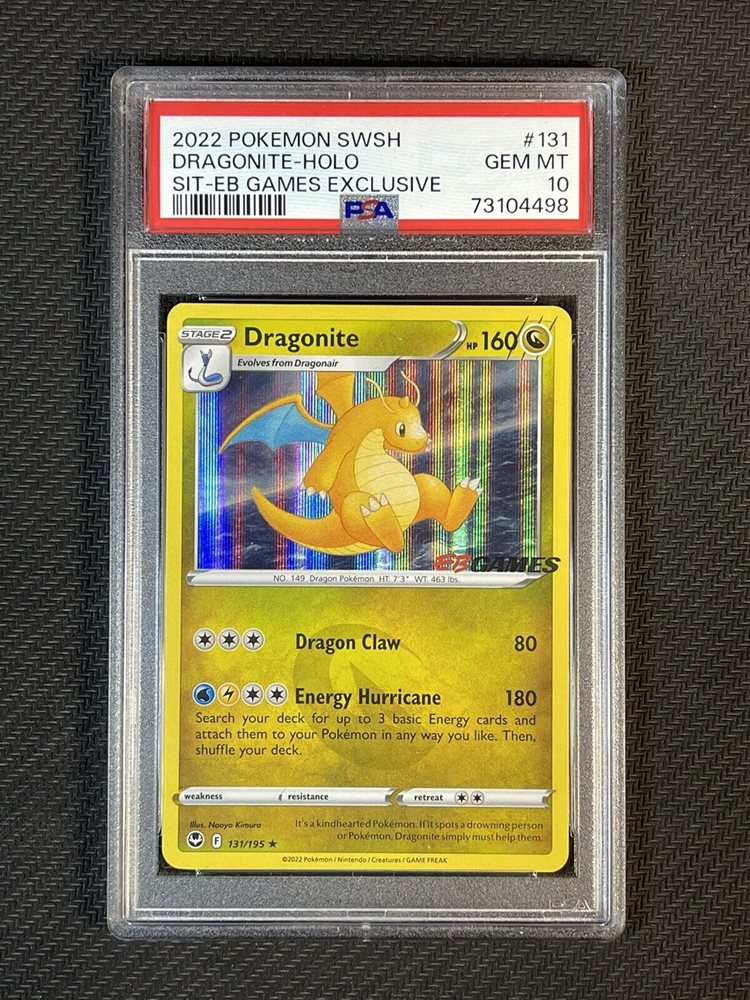 2022 POKEMON SWSH #131
DRAGONITE-HOLO GEM MT
SIT-EB GAMES EXCLUSIVE 10
PSA 73104498
STAGE 2 Dragonite HP 160
Evolves from Dragonair
EBGAMES
NO. 149 Dragon Pokémon HT: 7'3" WT: 463 lbs.
Dragon Claw 80
Energy Hurricane 180
Search your deck for up to 3 basic Energy cards and
attach them to your Pokémon in any way you like. Then,
shuffle your deck.
weakness resistance retreat
Illus. Naoyo Kimura
It's a kindhearted Pokémon. If it spots a drowning person
or Pokémon, Dragonite simply must help them.
F 131/195 ★
©2022 Pokémon / Nintendo / Creatures / GAME FREAK
PSA